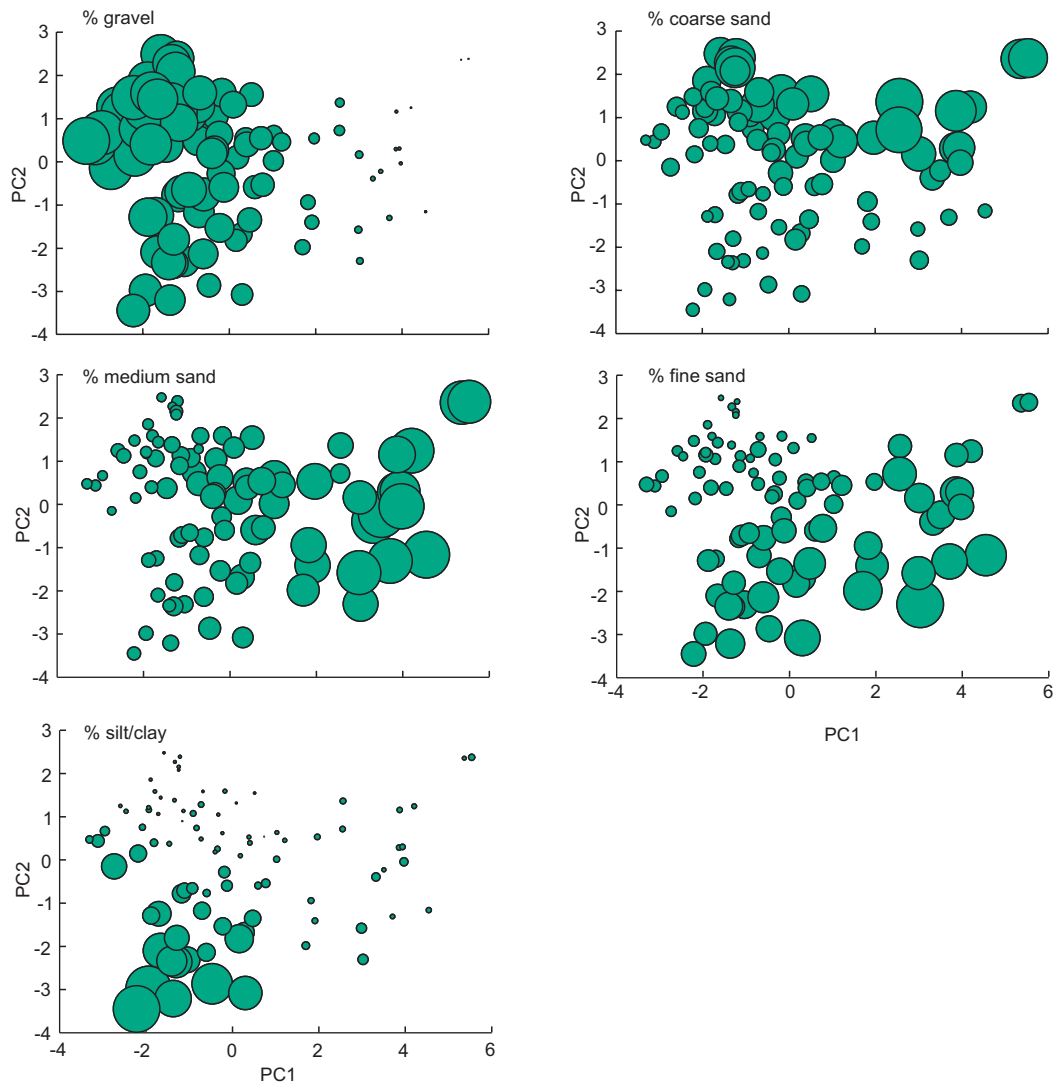 % gravel
3
2
1
0
-1
-2
-3
-4
PC2
% coarse sand
3
2
1
0
-1
-2
-3
-4
PC2
% medium sand
3
2
1
0
-1
-2
-3
-4
PC2
% fine sand
3
2
1
0
-1
-2
-3
-4
PC2
-4 -2 0 2 4 6
PC1
% silt/clay
3
2
1
0
-1
-2
-3
-4
PC2
-4 -2 0 2 4 6
PC1